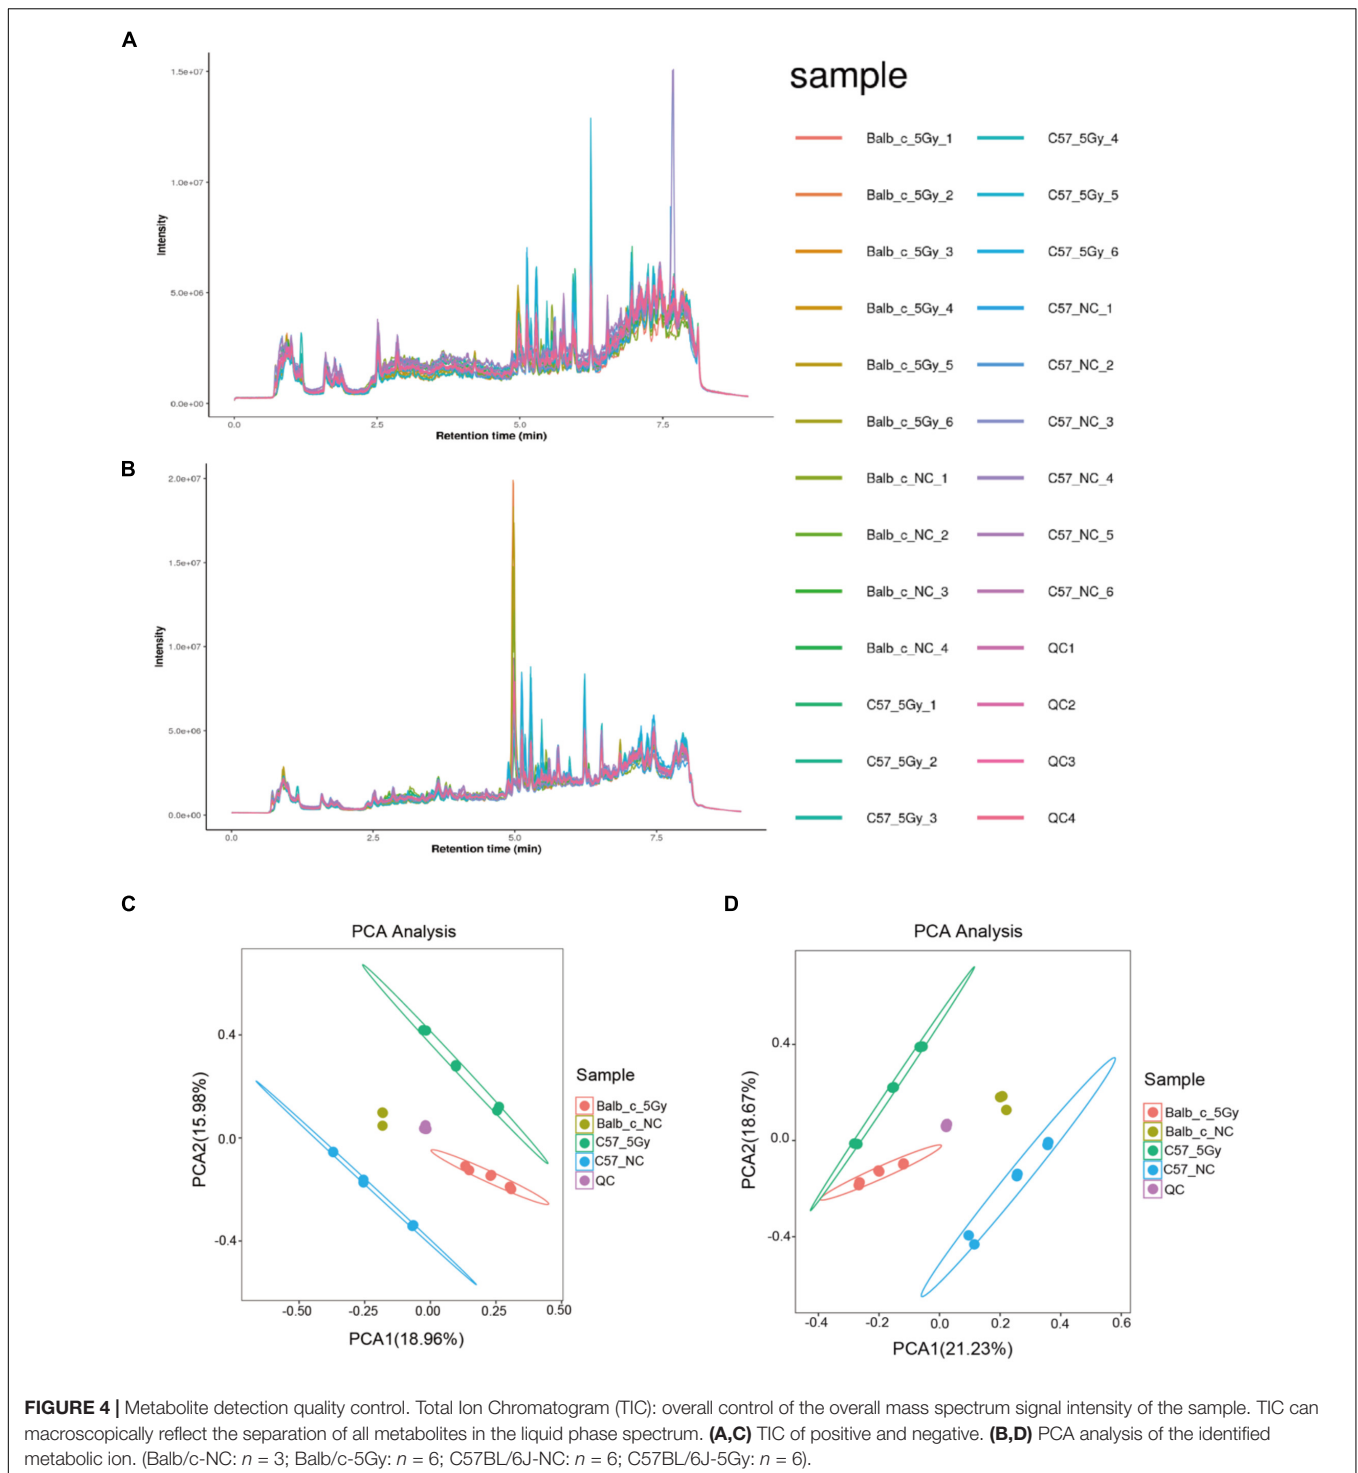 A
1.5e+07
1.0e+07
5.0e+06
0.0e+00
Intensity
0.0 2.5 5.0 7.5
Retention time (min)
sample
Balb_c_5Gy_1 C57_5Gy_4
Balb_c_5Gy_2 C57_5Gy_5
Balb_c_5Gy_3 C57_5Gy_6
Balb_c_5Gy_4 C57_NC_1
Balb_c_5Gy_5 C57_NC_2
Balb_c_5Gy_6 C57_NC_3
Balb_c_NC_1 C57_NC_4
Balb_c_NC_2 C57_NC_5
Balb_c_NC_3 C57_NC_6
Balb_c_NC_4 QC1
C57_5Gy_1 QC2
C57_5Gy_2 QC3
C57_5Gy_3 QC4
B
2.0e+07
1.5e+07
1.0e+07
5.0e+06
0.0e+00
Intensity
0.0 2.5 5.0 7.5
Retention time (min)
C
PCA Analysis
0.4
0.0
-0.4
PCA2(15.98%)
-0.50 -0.25 0.00 0.25 0.50
PCA1(18.96%)
Sample
Balb_c_5Gy
Balb_c_NC
C57_5Gy
C57_NC
QC
D
PCA Analysis
0.4
0.0
-0.4
PCA2(18.67%)
-0.4 -0.2 0.0 0.2 0.4 0.6
PCA1(21.23%)
Sample
Balb_c_5Gy
Balb_c_NC
C57_5Gy
C57_NC
QC
FIGURE 4 | Metabolite detection quality control. Total Ion Chromatogram (TIC): overall control of the overall mass spectrum signal intensity of the sample. TIC can
macroscopically reflect the separation of all metabolites in the liquid phase spectrum. (A,C) TIC of positive and negative. (B,D) PCA analysis of the identified
metabolic ion. (Balb/c-NC: n = 3; Balb/c-5Gy: n = 6; C57BL/6J-NC: n = 6; C57BL/6J-5Gy: n = 6).